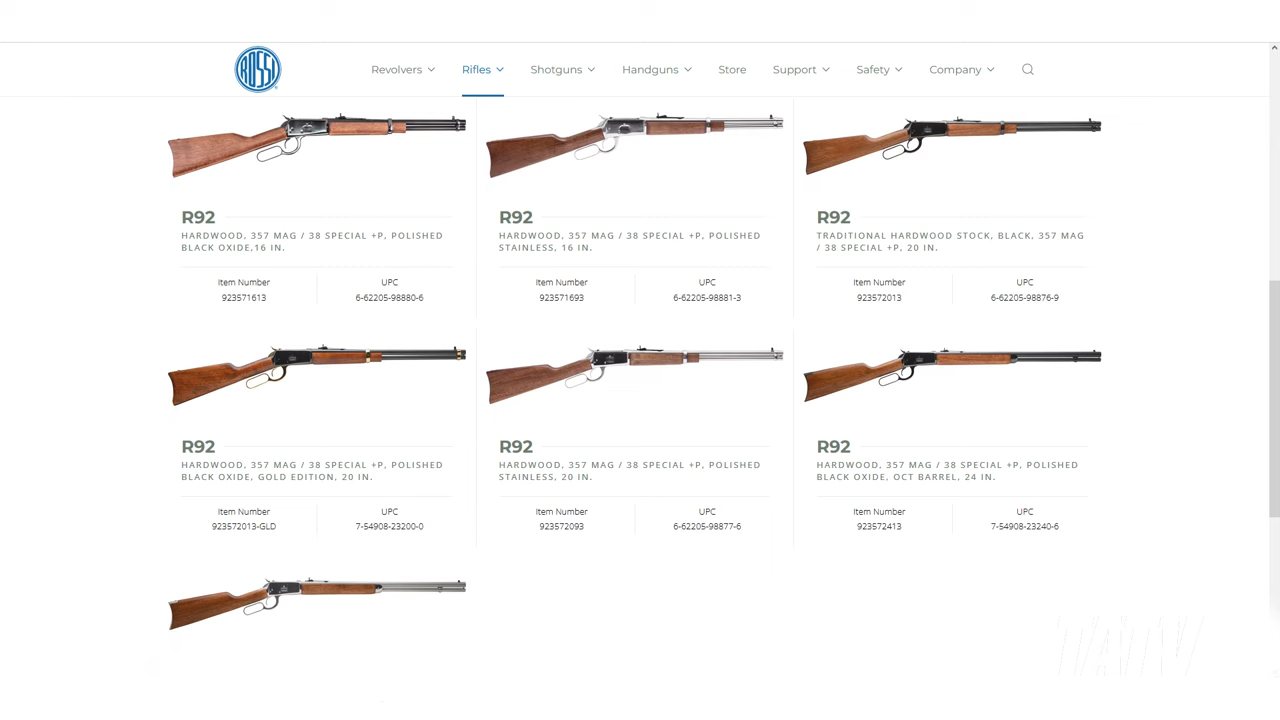 ROSSI
Revolvers Rifles Shotguns Handguns Store Support Safety Company
R92
HARDWOOD, 357 MAG / 38 SPECIAL +P, POLISHED
BLACK OXIDE,16 IN.
Item Number UPC
923571613 6-62205-98880-6
R92
HARDWOOD, 357 MAG / 38 SPECIAL +P, POLISHED
STAINLESS, 16 IN.
Item Number UPC
923571693 6-62205-98881-3
R92
TRADITIONAL HARDWOOD STOCK, BLACK, 357 MAG
/ 38 SPECIAL +P, 20 IN.
Item Number UPC
923572013 6-62205-98876-9
R92
HARDWOOD, 357 MAG / 38 SPECIAL +P, POLISHED
BLACK OXIDE, GOLD EDITION, 20 IN.
Item Number UPC
923572013-GLD 7-54908-23200-0
R92
HARDWOOD, 357 MAG / 38 SPECIAL +P, POLISHED
STAINLESS, 20 IN.
Item Number UPC
923572093 6-62205-98877-6
R92
HARDWOOD, 357 MAG / 38 SPECIAL +P, POLISHED
BLACK OXIDE, OCT BARREL, 24 IN.
Item Number UPC
923572413 7-54908-23240-6